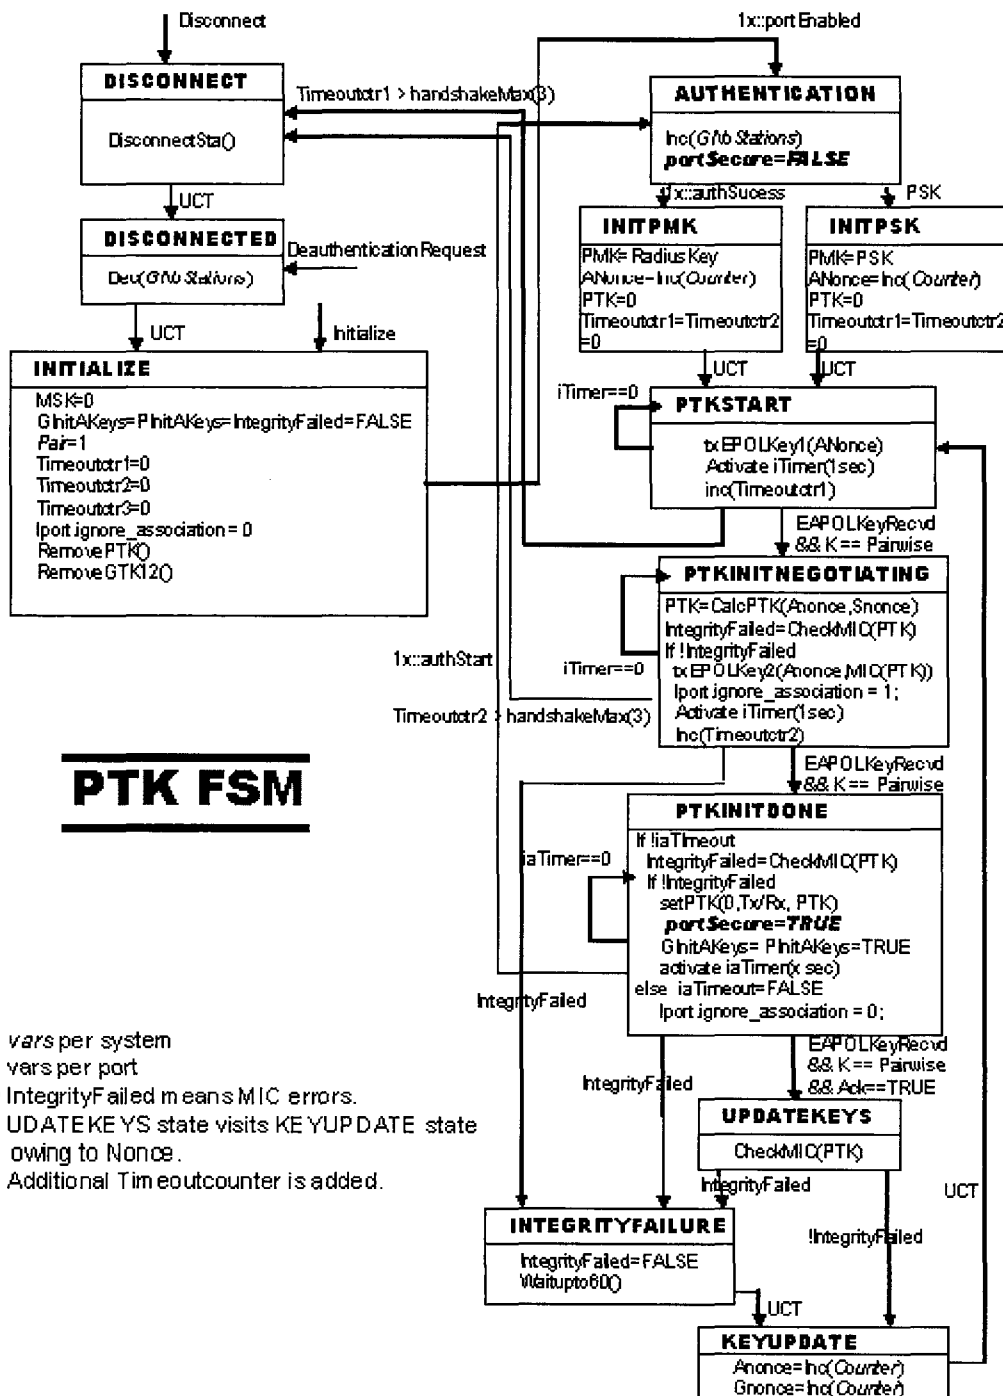 Disconnect
1x::port Enabled
DISCONNECT
DisconnectSta()
Timeoutctr1 > handshakeMax(3)
AUTHENTICATION
Inc(GNbStations)
portSecure=FALSE
UCT
1x::authSucess
PSK
DISCONNECTED
Deu(GNbStations)
Deauthentication Request
INITPMK
PMK= Radius Key
ANonce=Inc(Counter)
PTK=0
Timeoutctr1=Timeoutctr2
=0
INITPSK
PMK=PSK
ANonce=Inc(Counter)
PTK=0
Timeoutctr1=Timeoutctr2
=0
UCT
Initialize
UCT
UCT
INITIALIZE
MSK=0
GInitAKeys=PInitAKeys=IntegrityFailed=FALSE
Pair=1
Timeoutctr1=0
Timeoutctr2=0
Timeoutctr3=0
Iport.ignore_association = 0
RemovePTK()
RemoveGTK12()
iTimer==0
PTKSTART
txEPOLKey1(ANonce)
Activate iTimer(1sec)
inc(Timeoutctr1)
EAPOLKeyRecvd
&& K == Pairwise
PTKINITNEGOTIATING
PTK=CalcPTK(Anonce,Snonce)
IntegrityFailed=CheckMIC(PTK)
If !IntegrityFailed
txEPOLKey2(Anonce,MIC(PTK))
Iport.ignore_association = 1;
Activate iTimer(1sec)
Inc(Timeoutctr2)
1x::authStart
iTimer==0
Timeoutctr2 > handshakeMax(3)
EAPOLKeyRecvd
&& K == Pairwise
PTK FSM
PTKINITDONE
If !iaTimeout
IntegrityFailed=CheckMIC(PTK)
If !IntegrityFailed
setPTK(0,Tx/Rx, PTK)
portSecure=TRUE
GInitAKeys= PInitAKeys=TRUE
activate iaTimer(x sec)
else iaTimeout=FALSE
Iport.ignore_association = 0;
iaTimer==0
IntegrityFailed
IntegrityFailed
EAPOLKeyRecvd
&& K == Pairwise
&& Ack==TRUE
vars per system
vars per port
IntegrityFailed means MIC errors.
UDATEKEYS state visits KEYUPDATE state
owing to Nonce.
Additional Timeoutcounter is added.
UPDATEKEYS
CheckMIC(PTK)
IntegrityFailed
UCT
!IntegrityFailed
INTEGRITYFAILURE
IntegrityFailed=FALSE
Waitupto60()
UCT
KEYUPDATE
Anonce=Inc(Counter)
Gnonce=Inc(Counter)